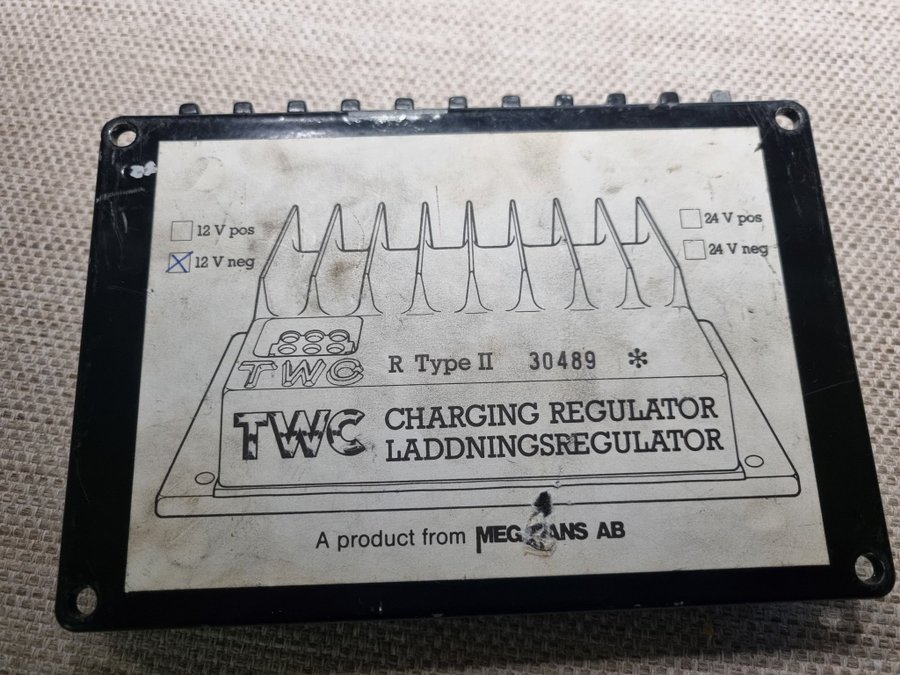 12 V pos
12 V neg
24 V pos
24 V neg
TWC
R Type II 30489 *
TWC
CHARGING REGULATOR
LADDNINGSREGULATOR
A product from AB